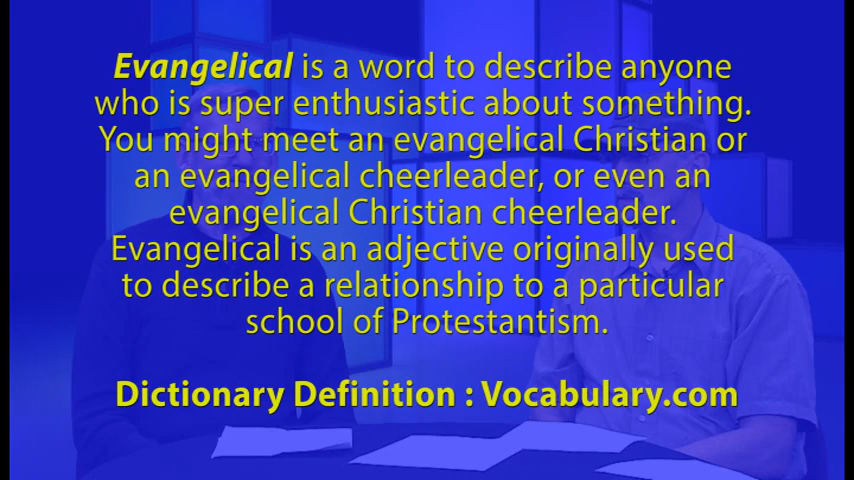 Evangelical is a word to describe anyone
who is super enthusiastic about something.
You might meet an evangelical Christian or
an evangelical cheerleader, or even an
evangelical Christian cheerleader.
Evangelical is an adjective originally used
to describe a relationship to a particular
school of Protestantism.
Dictionary Definition : Vocabulary.com